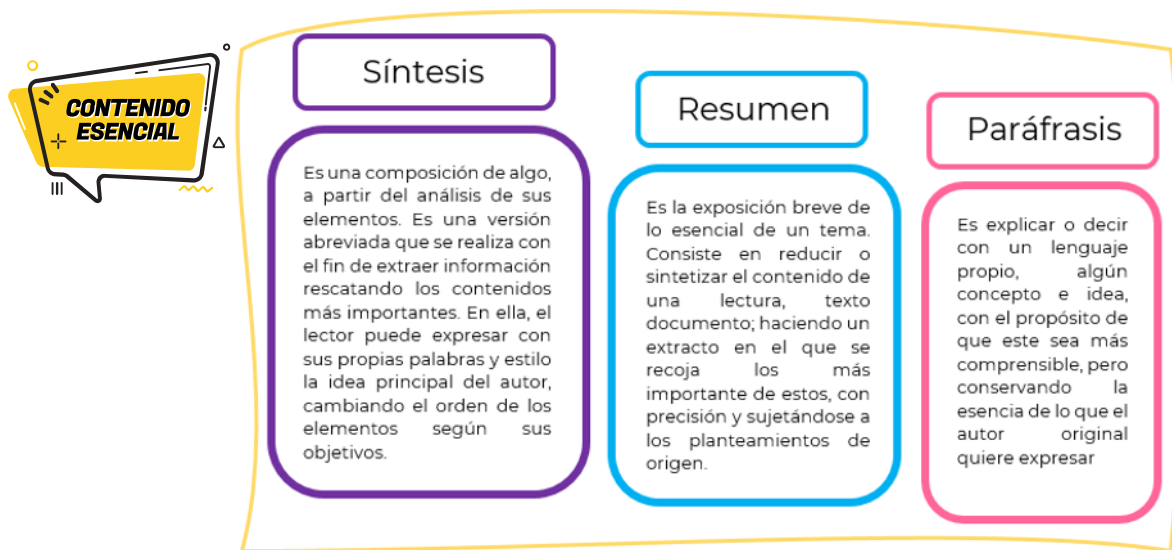 CONTENIDO
ESENCIAL
Síntesis
Es una composición de algo,
a partir del análisis de sus
elementos. Es una versión
abreviada que se realiza con
el fin de extraer información
rescatando los contenidos
más importantes. En ella, el
lector puede expresar con
sus propias palabras y estilo
la idea principal del autor,
cambiando el orden de los
elementos según sus
objetivos.
Resumen
Es la exposición breve de
lo esencial de un tema.
Consiste en reducir o
sintetizar el contenido de
una lectura, texto
documento; haciendo un
extracto en el que se
recoja los más
importante de estos, con
precisión y sujetándose a
los planteamientos de
origen.
Paráfrasis
Es explicar o decir
con un lenguaje
propio, algún
concepto e idea,
con el propósito de
que este sea más
comprensible, pero
conservando la
esencia de lo que el
autor original
quiere expresar